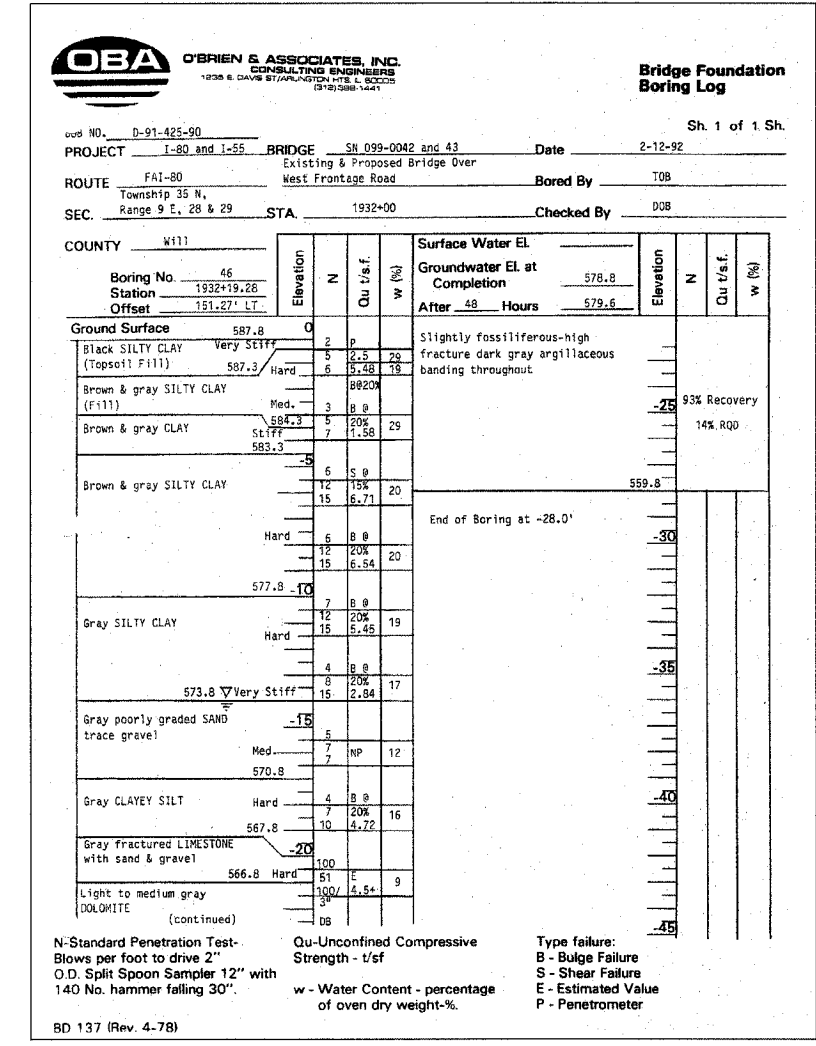 OBA
O'BRIEN & ASSOCIATES, INC.
CONSULTING ENGINEERS
1235 E. DAVIS ST/ARLINGTON HTS. L. 60005
(312)398-1441
Bridge Foundation
Boring Log
Sh. 1 of 1 Sh.
NO. D-91-425-90
PROJECT I-80 and I-55 BRIDGE SN 099-0042 and 43 Date 2-12-92
Existing & Proposed Bridge Over
ROUTE FAI-80 West Frontage Road Bored By TOB
Township 35 N,
SEC. Range 9 E, 28 & 29 STA. 1932+00 Checked By DOB
COUNTY Will
Boring No. 46
Station 1932+19.28
Offset 151.27' LT
Elevation
N
Qu t/s.f.
w (%)
Surface Water El.
Groundwater El. at
Completion 578.8
After 48 Hours 579.6
Elevation
N
Qu t/s.f.
w (%)
Ground Surface 587.8 0
Black SILTY CLAY Very Stiff 2 P
(Topsoil Fill) 5 2.5 29
587.3 Hard 6 5.48 19
Brown & gray SILTY CLAY B@20%
(Fill) Med. 3 B @
584.3 5 20% 29
Brown & gray CLAY Stiff 7 1.58
583.3
-5
6 S @
Brown & gray SILTY CLAY 12 15% 20
15 6.71
Hard 6 B @
12 20% 20
15 6.54
577.8 -10
7 B @
Gray SILTY CLAY 12 20% 19
Hard 15 5.45
4 B @
8 20% 17
573.8 ▽ Very Stiff 15 2.84
Gray poorly graded SAND -15
trace gravel 5
Med. 7 NP 12
7
570.8
Gray CLAYEY SILT Hard 4 B @
7 20% 16
567.8 10 4.72
Gray fractured LIMESTONE -20
with sand & gravel 100
566.8 Hard 51 E 9
Light to medium gray 100/ 4.5+
DOLOMITE 3"
(continued) DB
Slightly fossiliferous-high
fracture dark gray argillaceous
banding throughout
-25 93% Recovery
14% RQD
559.8
End of Boring at -28.0'
-30
-35
-40
-45
N-Standard Penetration Test-
Blows per foot to drive 2"
O.D. Split Spoon Sampler 12" with
140 No. hammer falling 30".
Qu-Unconfined Compressive
Strength - t/sf
w - Water Content - percentage
of oven dry weight-%.
Type failure:
B - Bulge Failure
S - Shear Failure
E - Estimated Value
P - Penetrometer
BD 137 (Rev. 4-78)